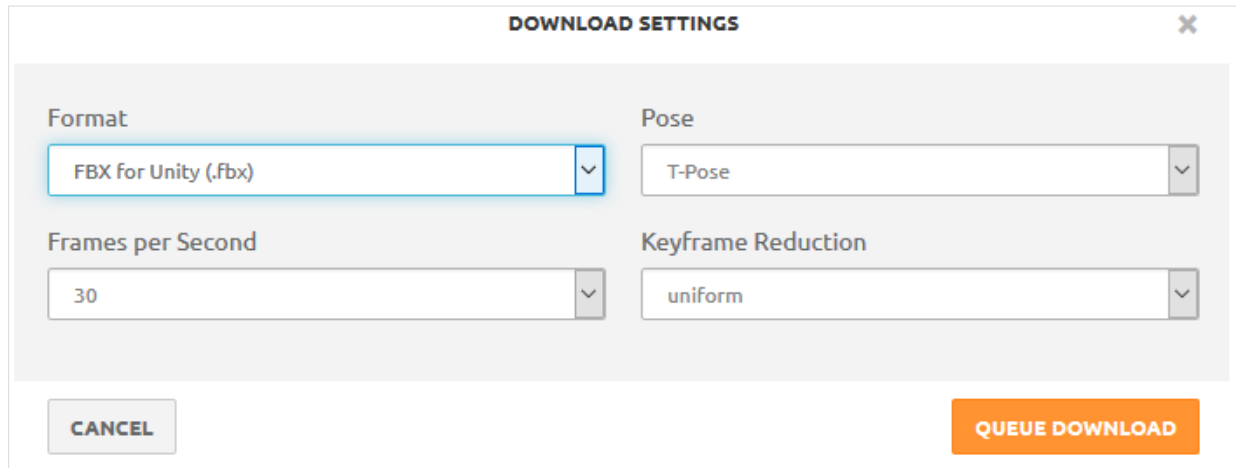 DOWNLOAD SETTINGS
Format
Pose
FBX for Unity (.fbx)
T-Pose
Frames per Second
Keyframe Reduction
30
uniform
CANCEL
QUEUE DOWNLOAD